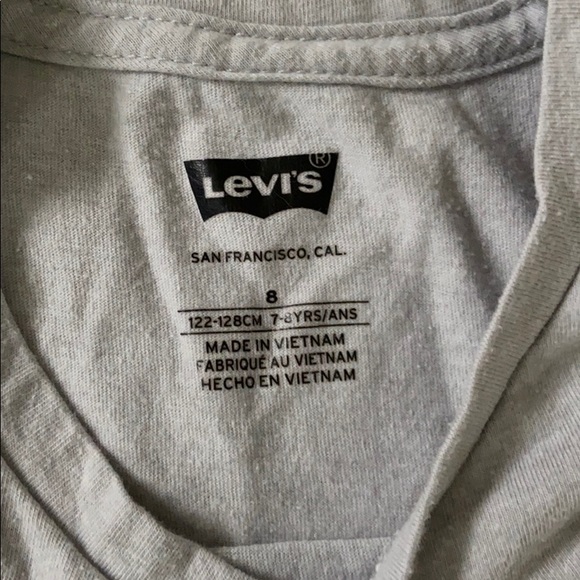 Levi's®
SAN FRANCISCO, CAL.
8
122-128CM 7-8YRS/ANS
MADE IN VIETNAM
FABRIQUÉ AU VIETNAM
HECHO EN VIETNAM